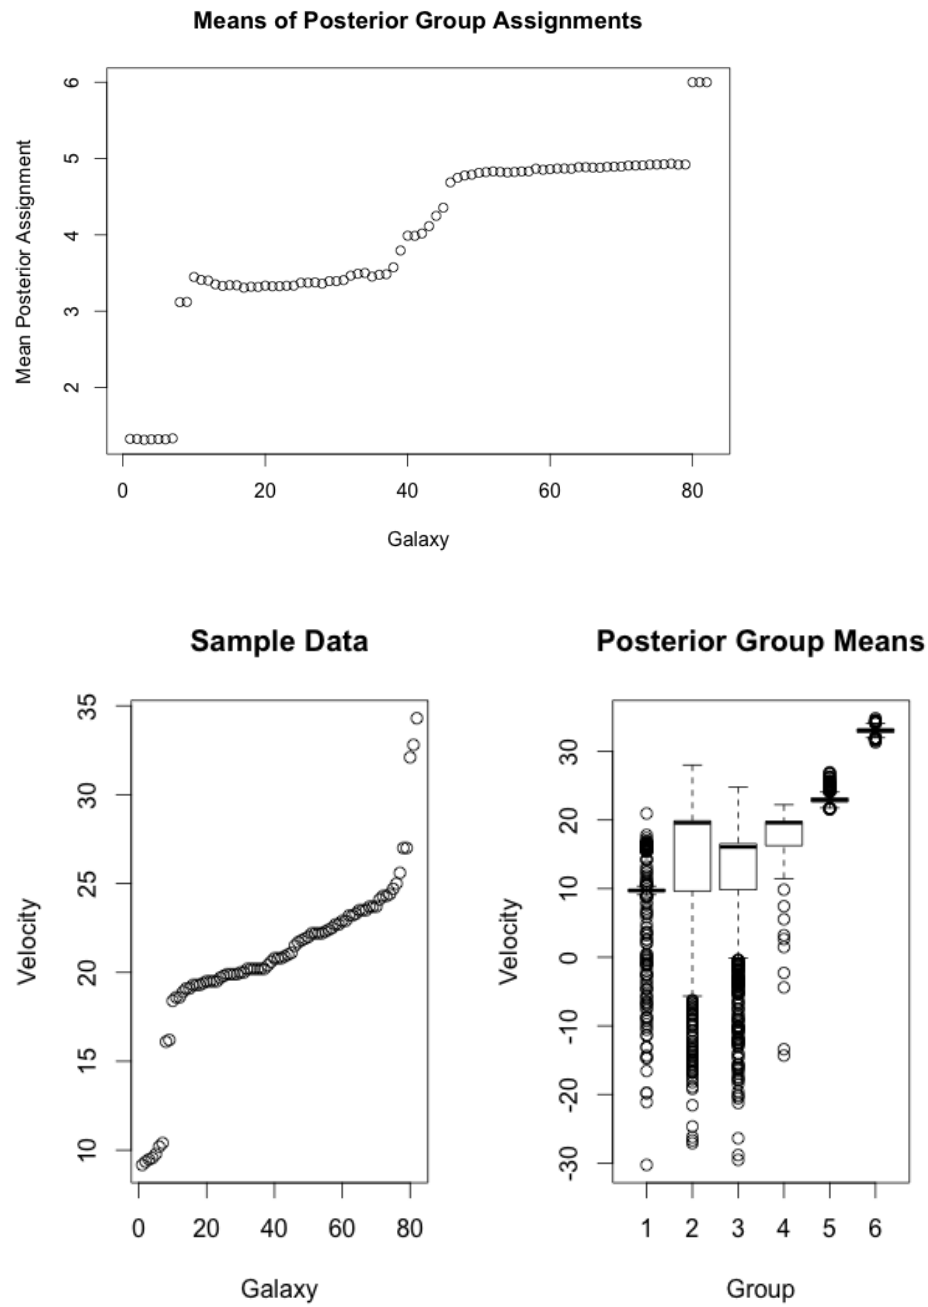 Means of Posterior Group Assignments
6
5
4
3
2
Mean Posterior Assignment
0 20 40 60 80
Galaxy
Sample Data
35
30
25
20
15
10
Velocity
0 20 40 60 80
Galaxy
Posterior Group Means
30
20
10
0
-10
-20
-30
Velocity
1 2 3 4 5 6
Group